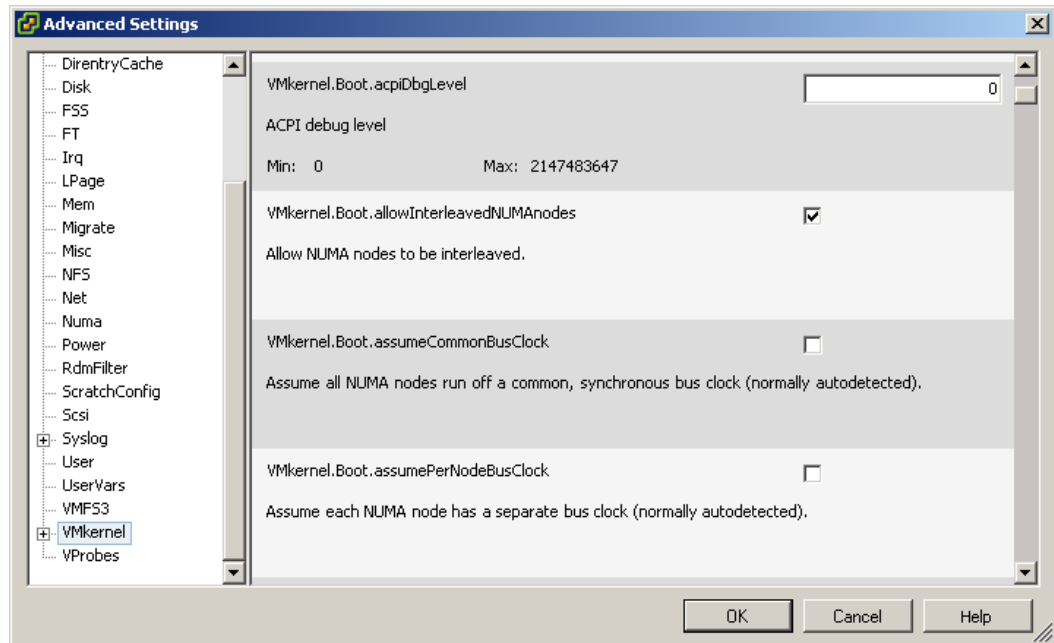 Advanced Settings
DirentryCache
Disk
FSS
FT
Irq
LPage
Mem
Migrate
Misc
NFS
Net
Numa
Power
RdmFilter
ScratchConfig
Scsi
Syslog
User
UserVars
VMFS3
VMkernel
VProbes
VMkernel.Boot.acpiDbgLevel
0
ACPI debug level
Min: 0 Max: 2147483647
VMkernel.Boot.allowInterleavedNUMAnodes
Allow NUMA nodes to be interleaved.
VMkernel.Boot.assumeCommonBusClock
Assume all NUMA nodes run off a common, synchronous bus clock (normally autodetected).
VMkernel.Boot.assumePerNodeBusClock
Assume each NUMA node has a separate bus clock (normally autodetected).
OK Cancel Help